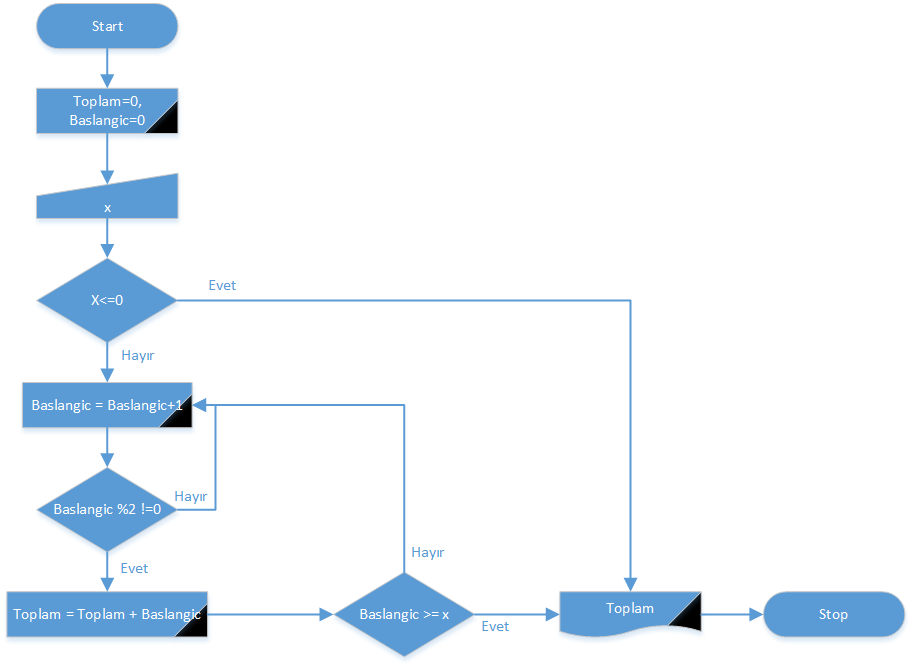 Start
Toplam=0,
Baslangic=0
x
X<=0
Evet
Hayır
Baslangic = Baslangic+1
Baslangic %2 !=0
Hayır
Evet
Toplam = Toplam + Baslangic
Baslangic >= x
Hayır
Evet
Toplam
Stop